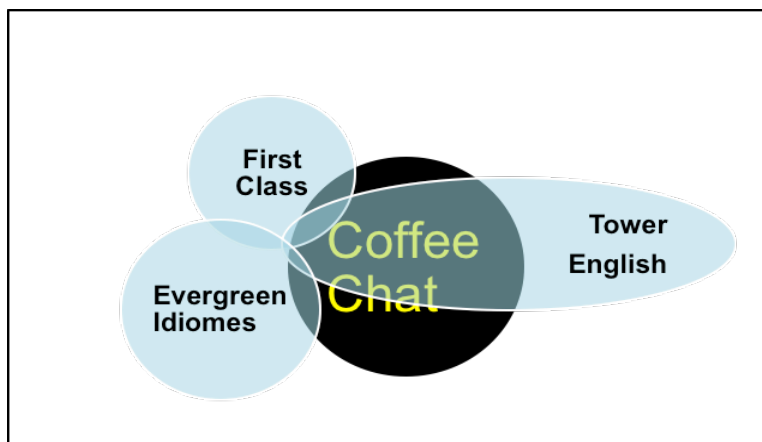 First
Class
Coffee
Chat
Tower
English
Evergreen
Idiomes